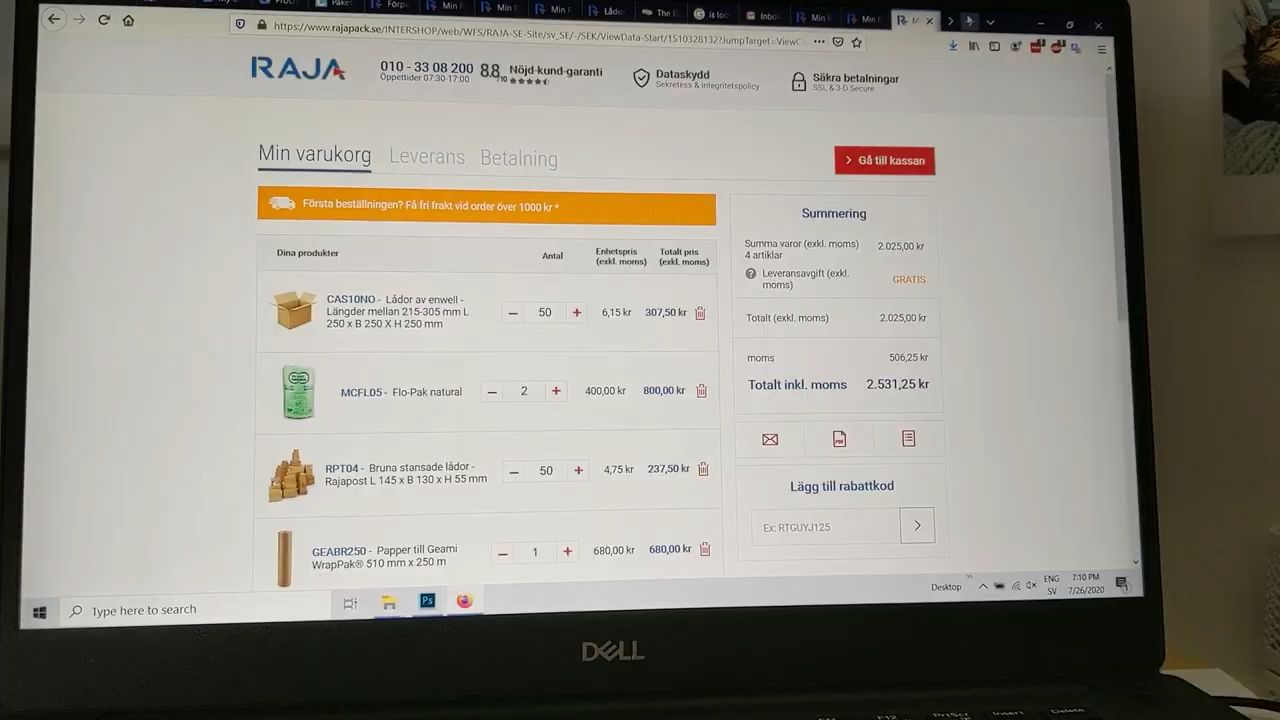 https://www.rajapack.se/INTERSHOP/web/WFS/RAJA-SE-Site/sv_SE/-/SEK/ViewData-Start/1510328132?JumpTarget=ViewC
RAJA
010 - 33 08 200
Öppettider 07:30-17:00
8.8/10
Nöjd-kund-garanti
Dataskydd
Sekretess & integritetspolicy
Säkra betalningar
SSL & 3-D Secure
Min varukorg Leverans Betalning
Gå till kassan
Första beställningen? Få fri frakt vid order över 1000 kr *
Dina produkter
Antal
Enhetspris
(exkl. moms)
Totalt pris
(exkl. moms)
CAS10NO - Lådor av enwell -
Längder mellan 215-305 mm L
250 x B 250 X H 250 mm
50
6,15 kr
307,50 kr
MCFL05 - Flo-Pak natural
2
400,00 kr
800,00 kr
RPT04 - Bruna stansade lådor -
Rajapost L 145 x B 130 x H 55 mm
50
4,75 kr
237,50 kr
GEABR250 - Papper till Geami
WrapPak® 510 mm x 250 m
1
680,00 kr
680,00 kr
Summering
Summa varor (exkl. moms)
4 artiklar
2.025,00 kr
Leveransavgift (exkl.
moms)
GRATIS
Totalt (exkl. moms)
2.025,00 kr
moms
506,25 kr
Totalt inkl. moms
2.531,25 kr
Lägg till rabattkod
Ex: RTGUYJ125
Type here to search
Ps
Desktop
ENG
SV
7:10 PM
7/26/2020
DELL